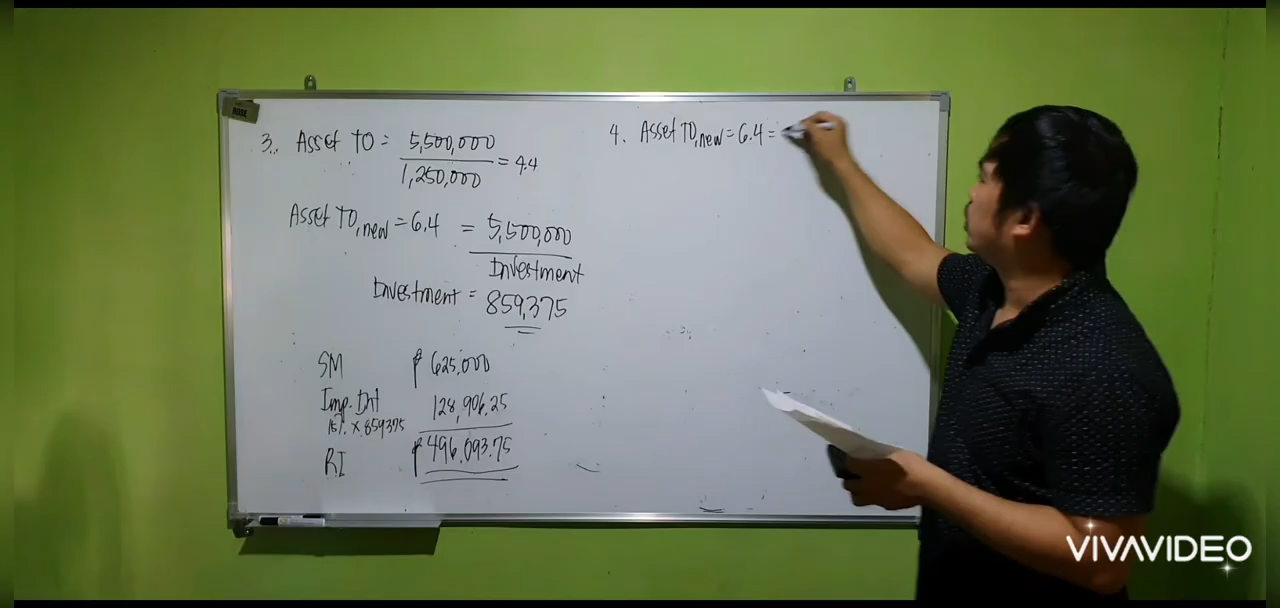 3. Asset TO = 5,500,000
1,250,000 = 4.4
Asset TO,new = 6.4 = 5,500,000
Investment
Investment = 859,375
SM ₱ 625,000
Imp. Int 128,906.25
15% × 859375
RI ₱ 496,093.75
4. Asset TO,new = 6.4 =
VIVAVIDEO